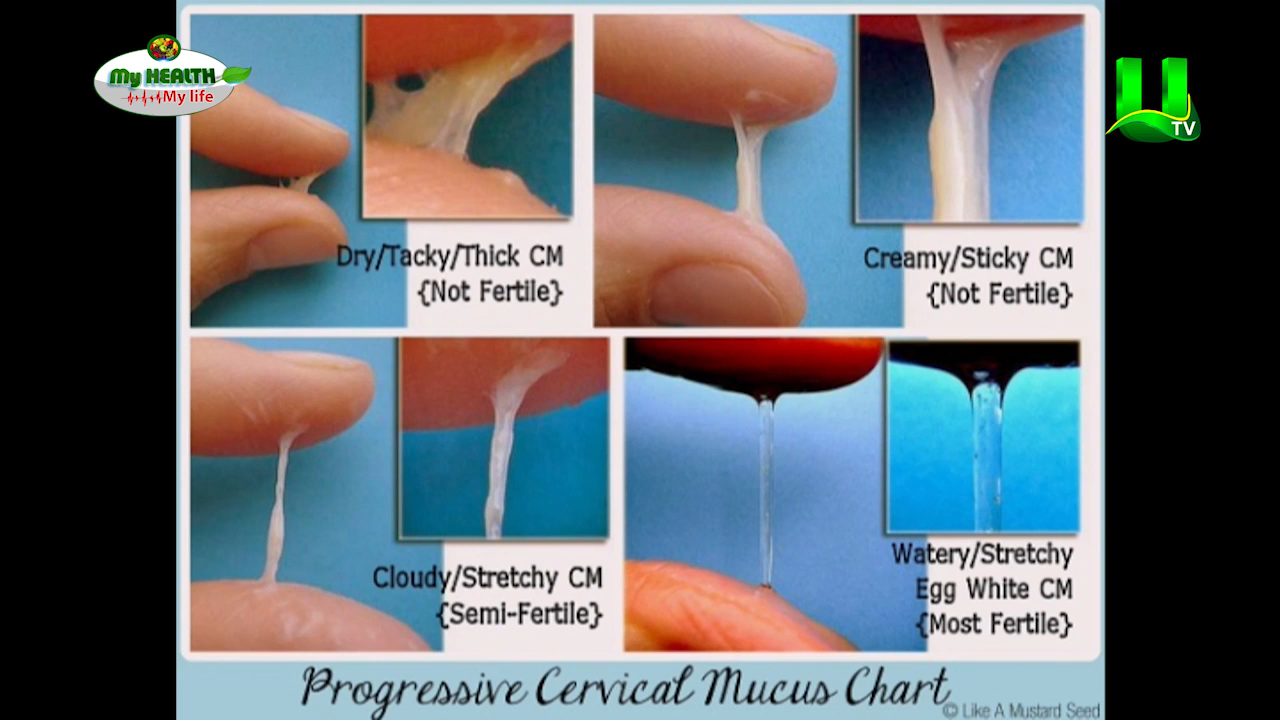 My HEALTH
My life
U
TV
Dry/Tacky/Thick CM
{Not Fertile}
Creamy/Sticky CM
{Not Fertile}
Cloudy/Stretchy CM
{Semi-Fertile}
Watery/Stretchy
Egg White CM
{Most Fertile}
Progressive Cervical Mucus Chart
© Like A Mustard Seed